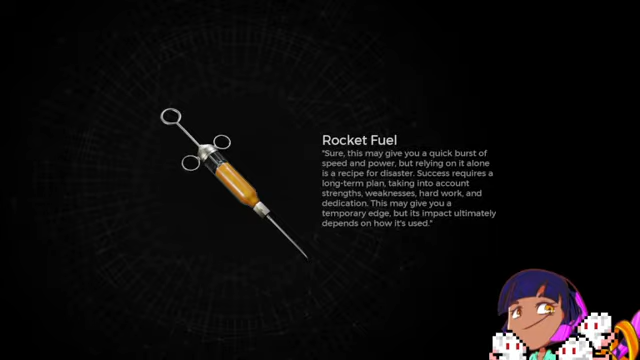 Rocket Fuel
"Sure, this may give you a quick burst of
speed and power, but relying on it alone
is a recipe for disaster. Success requires a
long-term plan, taking into account
strengths, weaknesses, hard work, and
dedication. This may give you a
temporary edge, but its impact ultimately
depends on how it's used."